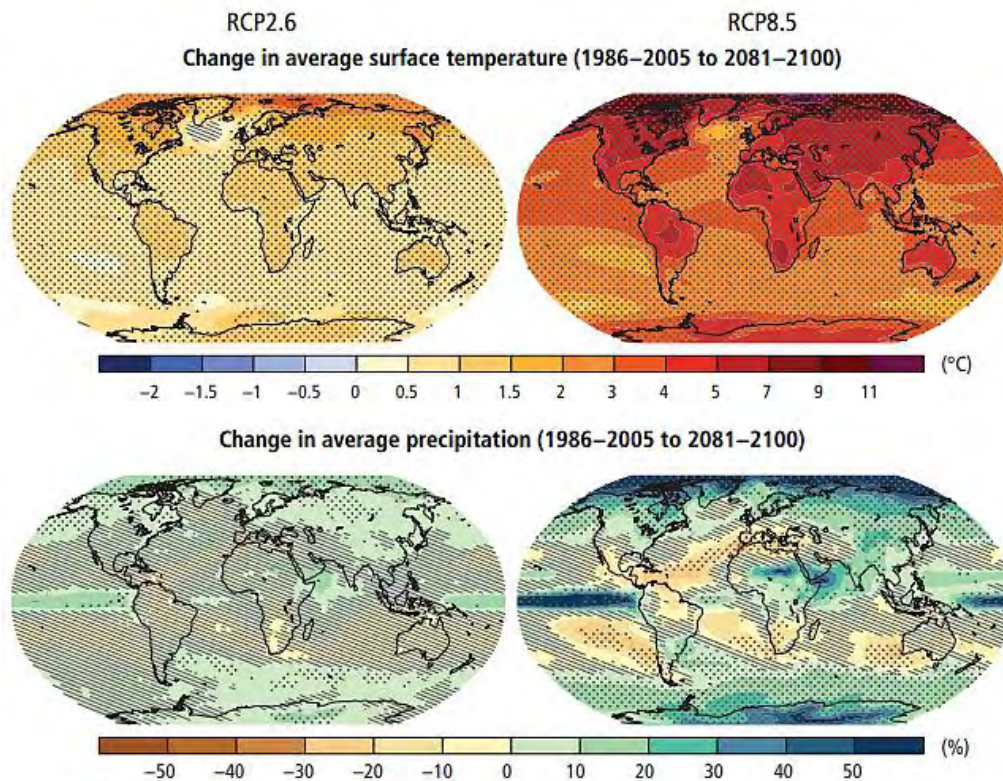 RCP2.6 RCP8.5
Change in average surface temperature (1986–2005 to 2081–2100)
−2 −1.5 −1 −0.5 0 0.5 1 1.5 2 3 4 5 7 9 11 (°C)
Change in average precipitation (1986–2005 to 2081–2100)
−50 −40 −30 −20 −10 0 10 20 30 40 50 (%)